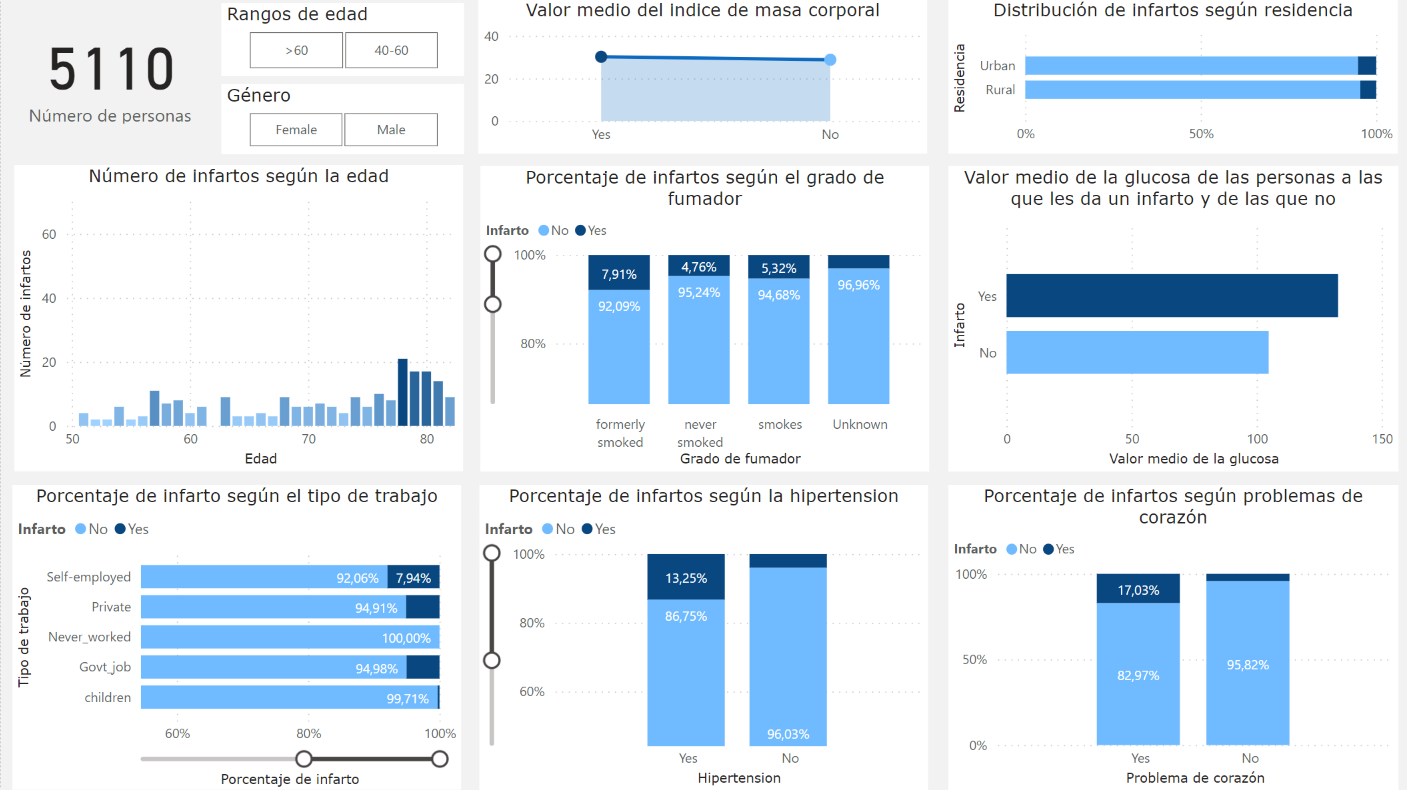 5110
Número de personas
Rangos de edad
>60
40-60
Género
Female
Male
Valor medio del indice de masa corporal
40
20
0
Yes
No
Distribución de infartos según residencia
Residencia
Urban
Rural
0%
50%
100%
Número de infartos según la edad
Número de infartos
60
40
20
0
50
60
70
80
Edad
Porcentaje de infartos según el grado de
fumador
Infarto
No
Yes
100%
80%
7,91%
92,09%
4,76%
95,24%
5,32%
94,68%
96,96%
formerly
smoked
never
smoked
smokes
Unknown
Grado de fumador
Valor medio de la glucosa de las personas a las
que les da un infarto y de las que no
Infarto
Yes
No
0
50
100
150
Valor medio de la glucosa
Porcentaje de infarto según el tipo de trabajo
Infarto
No
Yes
Tipo de trabajo
Self-employed
92,06%
7,94%
Private
94,91%
Never_worked
100,00%
Govt_job
94,98%
children
99,71%
60%
80%
100%
Porcentaje de infarto
Porcentaje de infartos según la hipertension
Infarto
No
Yes
100%
80%
60%
13,25%
86,75%
96,03%
Yes
No
Hipertension
Porcentaje de infartos según problemas de
corazón
Infarto
No
Yes
100%
50%
0%
17,03%
82,97%
95,82%
Yes
No
Problema de corazón